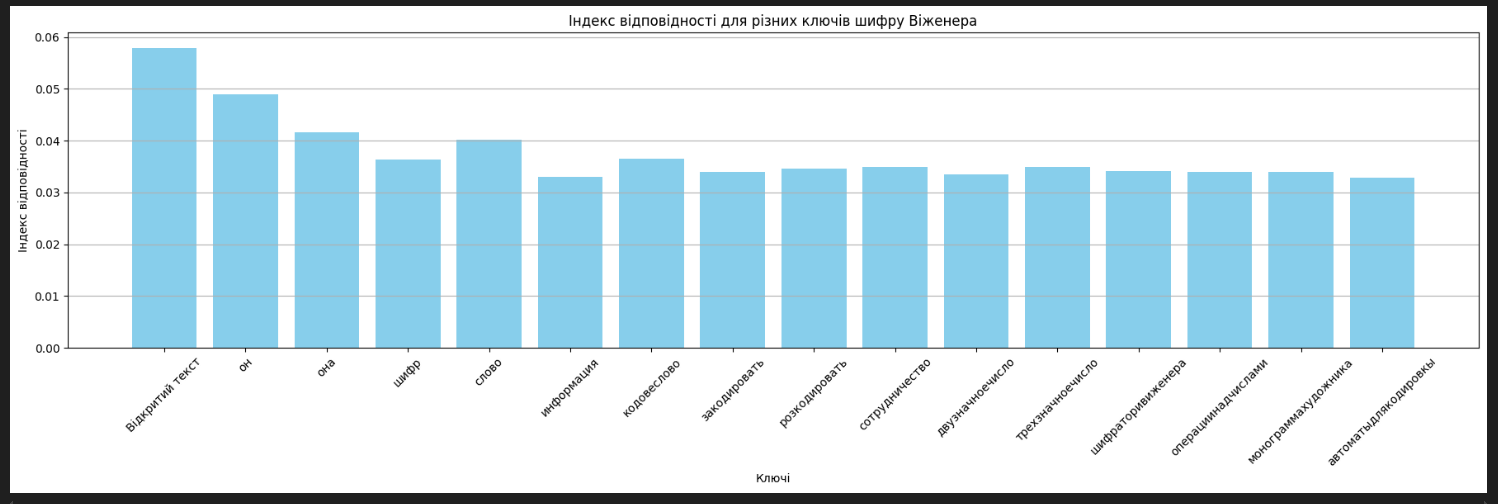 Індекс відповідності для різних ключів шифру Віженера
Індекс відповідності
0.06
0.05
0.04
0.03
0.02
0.01
0.00
Відкритий текст
он
она
шифр
слово
информация
кодовеслово
закодировать
розкодировать
сотрудничество
двузначноечисло
трехзначноечисло
шифраторивиженера
операциинадчислами
монограммахудожника
автоматыдлякодировкы
Ключі